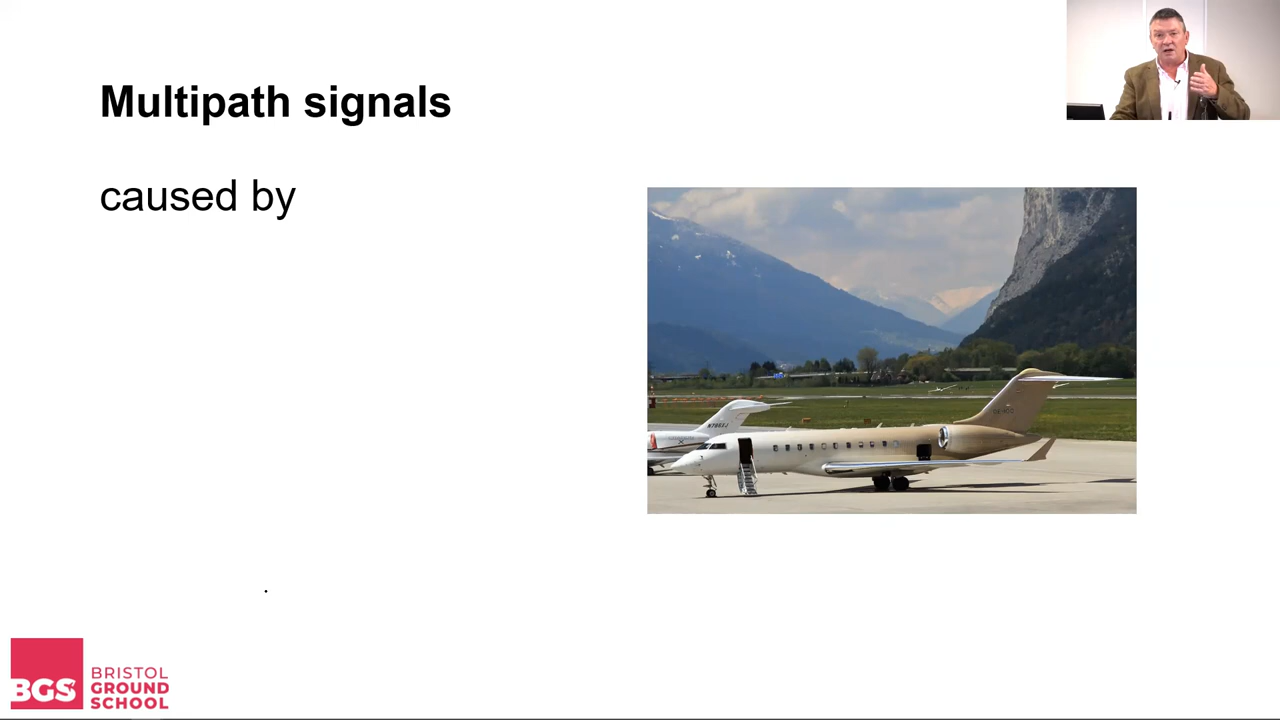 Multipath signals
caused by
BGS
BRISTOL
GROUND
SCHOOL